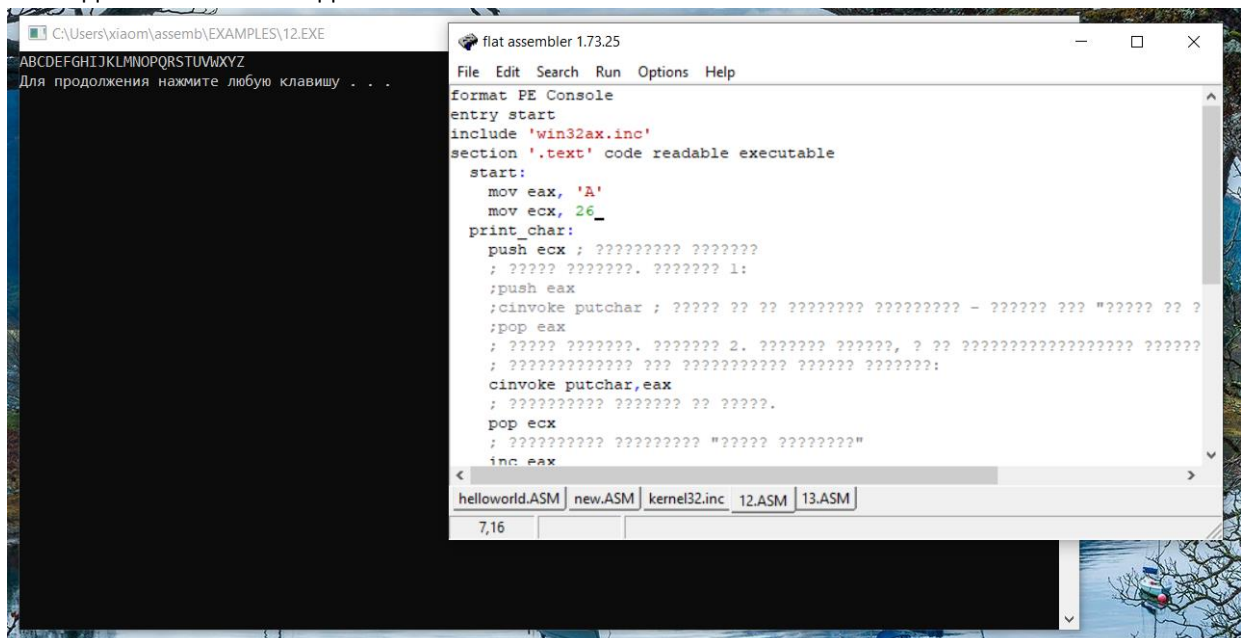 C:\Users\xiaom\assemb\EXAMPLES\12.EXE
ABCDEFGHIJKLMNOPQRSTUVWXYZ
Для продолжения нажмите любую клавишу . . .
flat assembler 1.73.25
File Edit Search Run Options Help
format PE Console
entry start
include 'win32ax.inc'
section '.text' code readable executable
start:
mov eax, 'A'
mov ecx, 26
print_char:
push ecx ; ????????? ???????
; ????? ???????. ??????? 1:
;push eax
;cinvoke putchar ; ????? ?? ?? ???????? ????????? - ?????? ??? "????? ?? ?
;pop eax
; ????? ???????. ??????? 2. ??????? ??????, ? ?? ?????????????????? ??????
; ????????????? ??? ??????????? ?????? ???????:
cinvoke putchar,eax
; ?????????? ??????? ?? ?????.
pop ecx
; ?????????? ????????? "????? ????????"
inc eax
helloworld.ASM new.ASM kernel32.inc 12.ASM 13.ASM
7,16